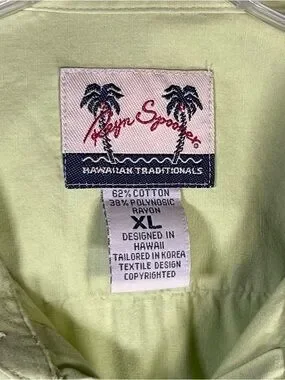 Reyn Spooner
HAWAIIAN TRADITIONALS
62% COTTON
38% POLYNOSIC
RAYON
XL
DESIGNED IN
HAWAII
TAILORED IN KOREA
TEXTILE DESIGN
COPYRIGHTED